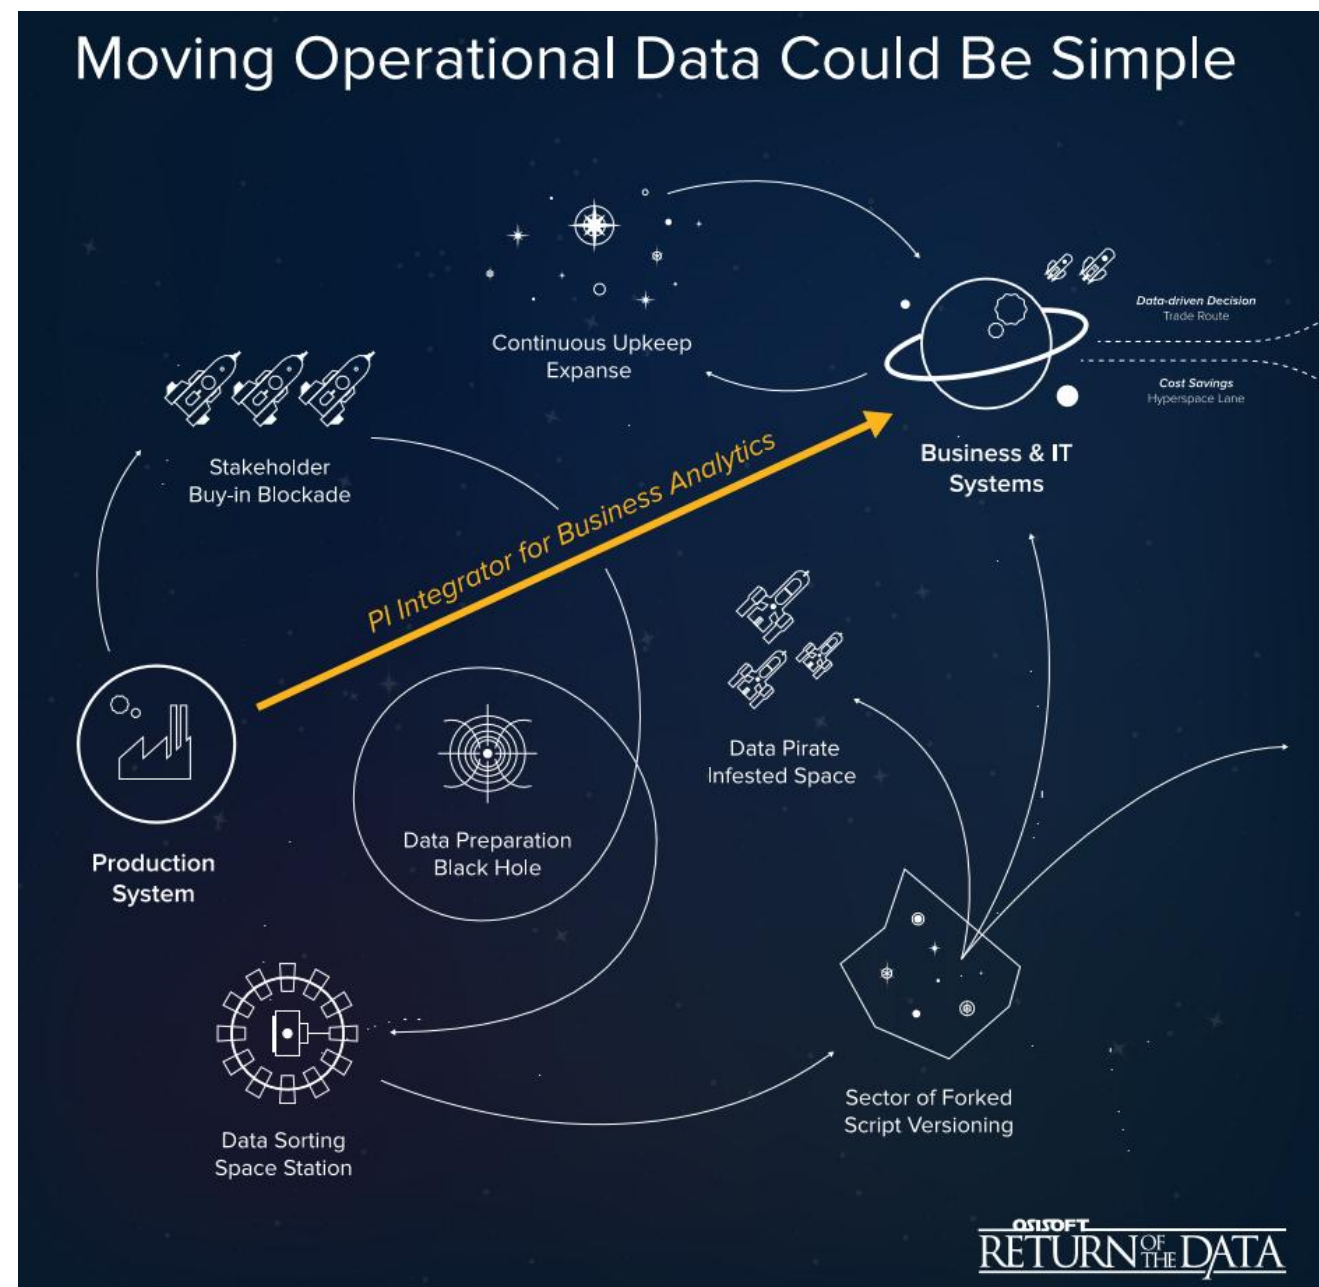 Moving Operational Data Could Be Simple
Continuous Upkeep
Expanse
Data-driven Decision
Trade Route
Cost Savings
Hyperspace Lane
Stakeholder
Buy-in Blockade
Business & IT
Systems
PI Integrator for Business Analytics
Data Pirate
Infested Space
Data Preparation
Black Hole
Production
System
Sector of Forked
Script Versioning
Data Sorting
Space Station
OSISOFT
RETURN OF THE DATA